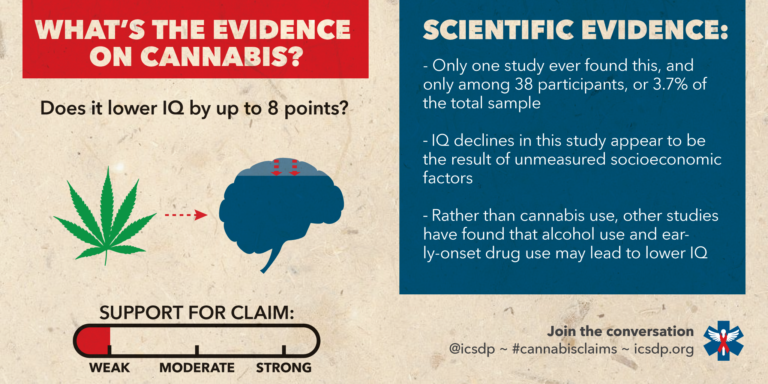 WHAT'S THE EVIDENCE
ON CANNABIS?
Does it lower IQ by up to 8 points?
SUPPORT FOR CLAIM:
WEAK MODERATE STRONG
SCIENTIFIC EVIDENCE:
- Only one study ever found this, and
only among 38 participants, or 3.7% of
the total sample
- IQ declines in this study appear to be
the result of unmeasured socioeconomic
factors
- Rather than cannabis use, other studies
have found that alcohol use and ear-
ly-onset drug use may lead to lower IQ
Join the conversation
@icsdp ~ #cannabisclaims ~ icsdp.org